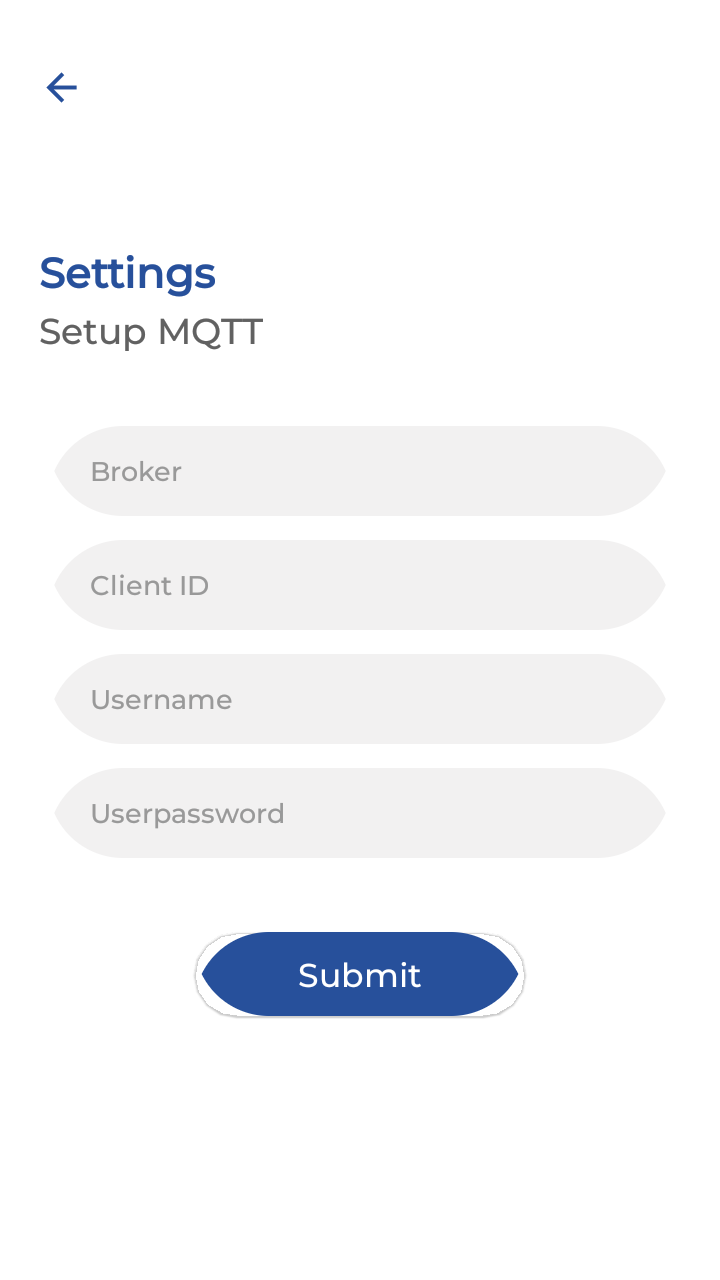 Settings
Setup MQTT
Broker
Client ID
Username
Userpassword
Submit